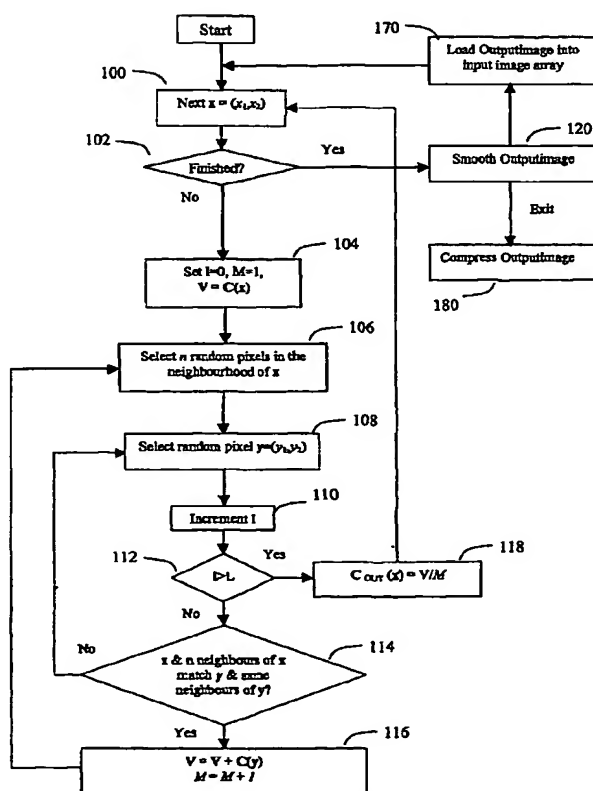 Start
170
Load OutputImage into
input image array
100
Next x = (x₁,x₂)
102
Finished?
Yes
120
Smooth OutputImage
No
Exit
104
Set I=0, M=1,
V = C(x)
Compress OutputImage
180
106
Select n random pixels in the
neighbourhood of x
108
Select random pixel y=(y₁,y₂)
110
Increment I
112
Yes
118
I>L
C OUT (x) = V/M
No
No
114
x & n neighbours of x
match y & same
neighbours of y?
Yes
116
V = V + C(y)
M = M + 1